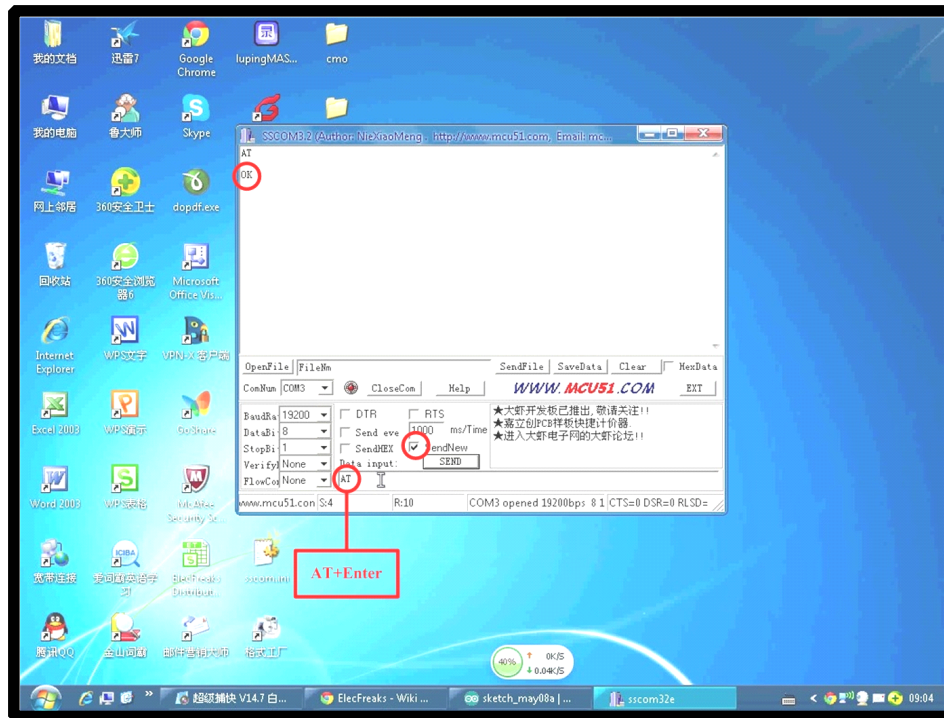 我的文档
迅雷7
Google
Chrome
lupingMAS...
cmo
我的电脑
鲁大师
Skype
SSCOM3.2 (Author: NieXiaoMeng . http://www.mcu51.com, Email: mc...
AT
OK
网上邻居
360安全卫士
dopdf.exe
回收站
360安全浏览
器6
Microsoft
Office Vis...
Internet
Explorer
WPS文字
VPN-X 客户端
OpenFile
FileNm
SendFile
SaveData
Clear
HexData
ComNum
COM3
CloseCom
Help
WWW.MCU51.COM
EXT
BaudRa
19200
DTR
RTS
DataBi
8
Send eve
1000
ms/Time
StopBi
1
SendHEX
SendNew
Verify
None
Data input:
SEND
FlowCo
None
AT
★大虾开发板已推出,敬请关注!!
★嘉立创PCB样板快捷计价器.
★进入大虾电子网的大虾论坛!!
www.mcu51.con
S:4
R:10
COM3 opened 19200bps 8 1
CTS=0 DSR=0 RLSD=
Excel 2003
WPS演示
GoShare
Word 2003
WPS表格
McAfee
Security Sc...
AT+Enter
宽带连接
ElecFreaks
Distribut...
sscom.ini
腾讯QQ
金山词霸
邮件营销大师
格式工厂
40%
0K/S
0.04K/S
超级捕快 V14.7 白...
ElecFreaks - Wiki ...
sketch_may08a | ...
sscom32e
09:04